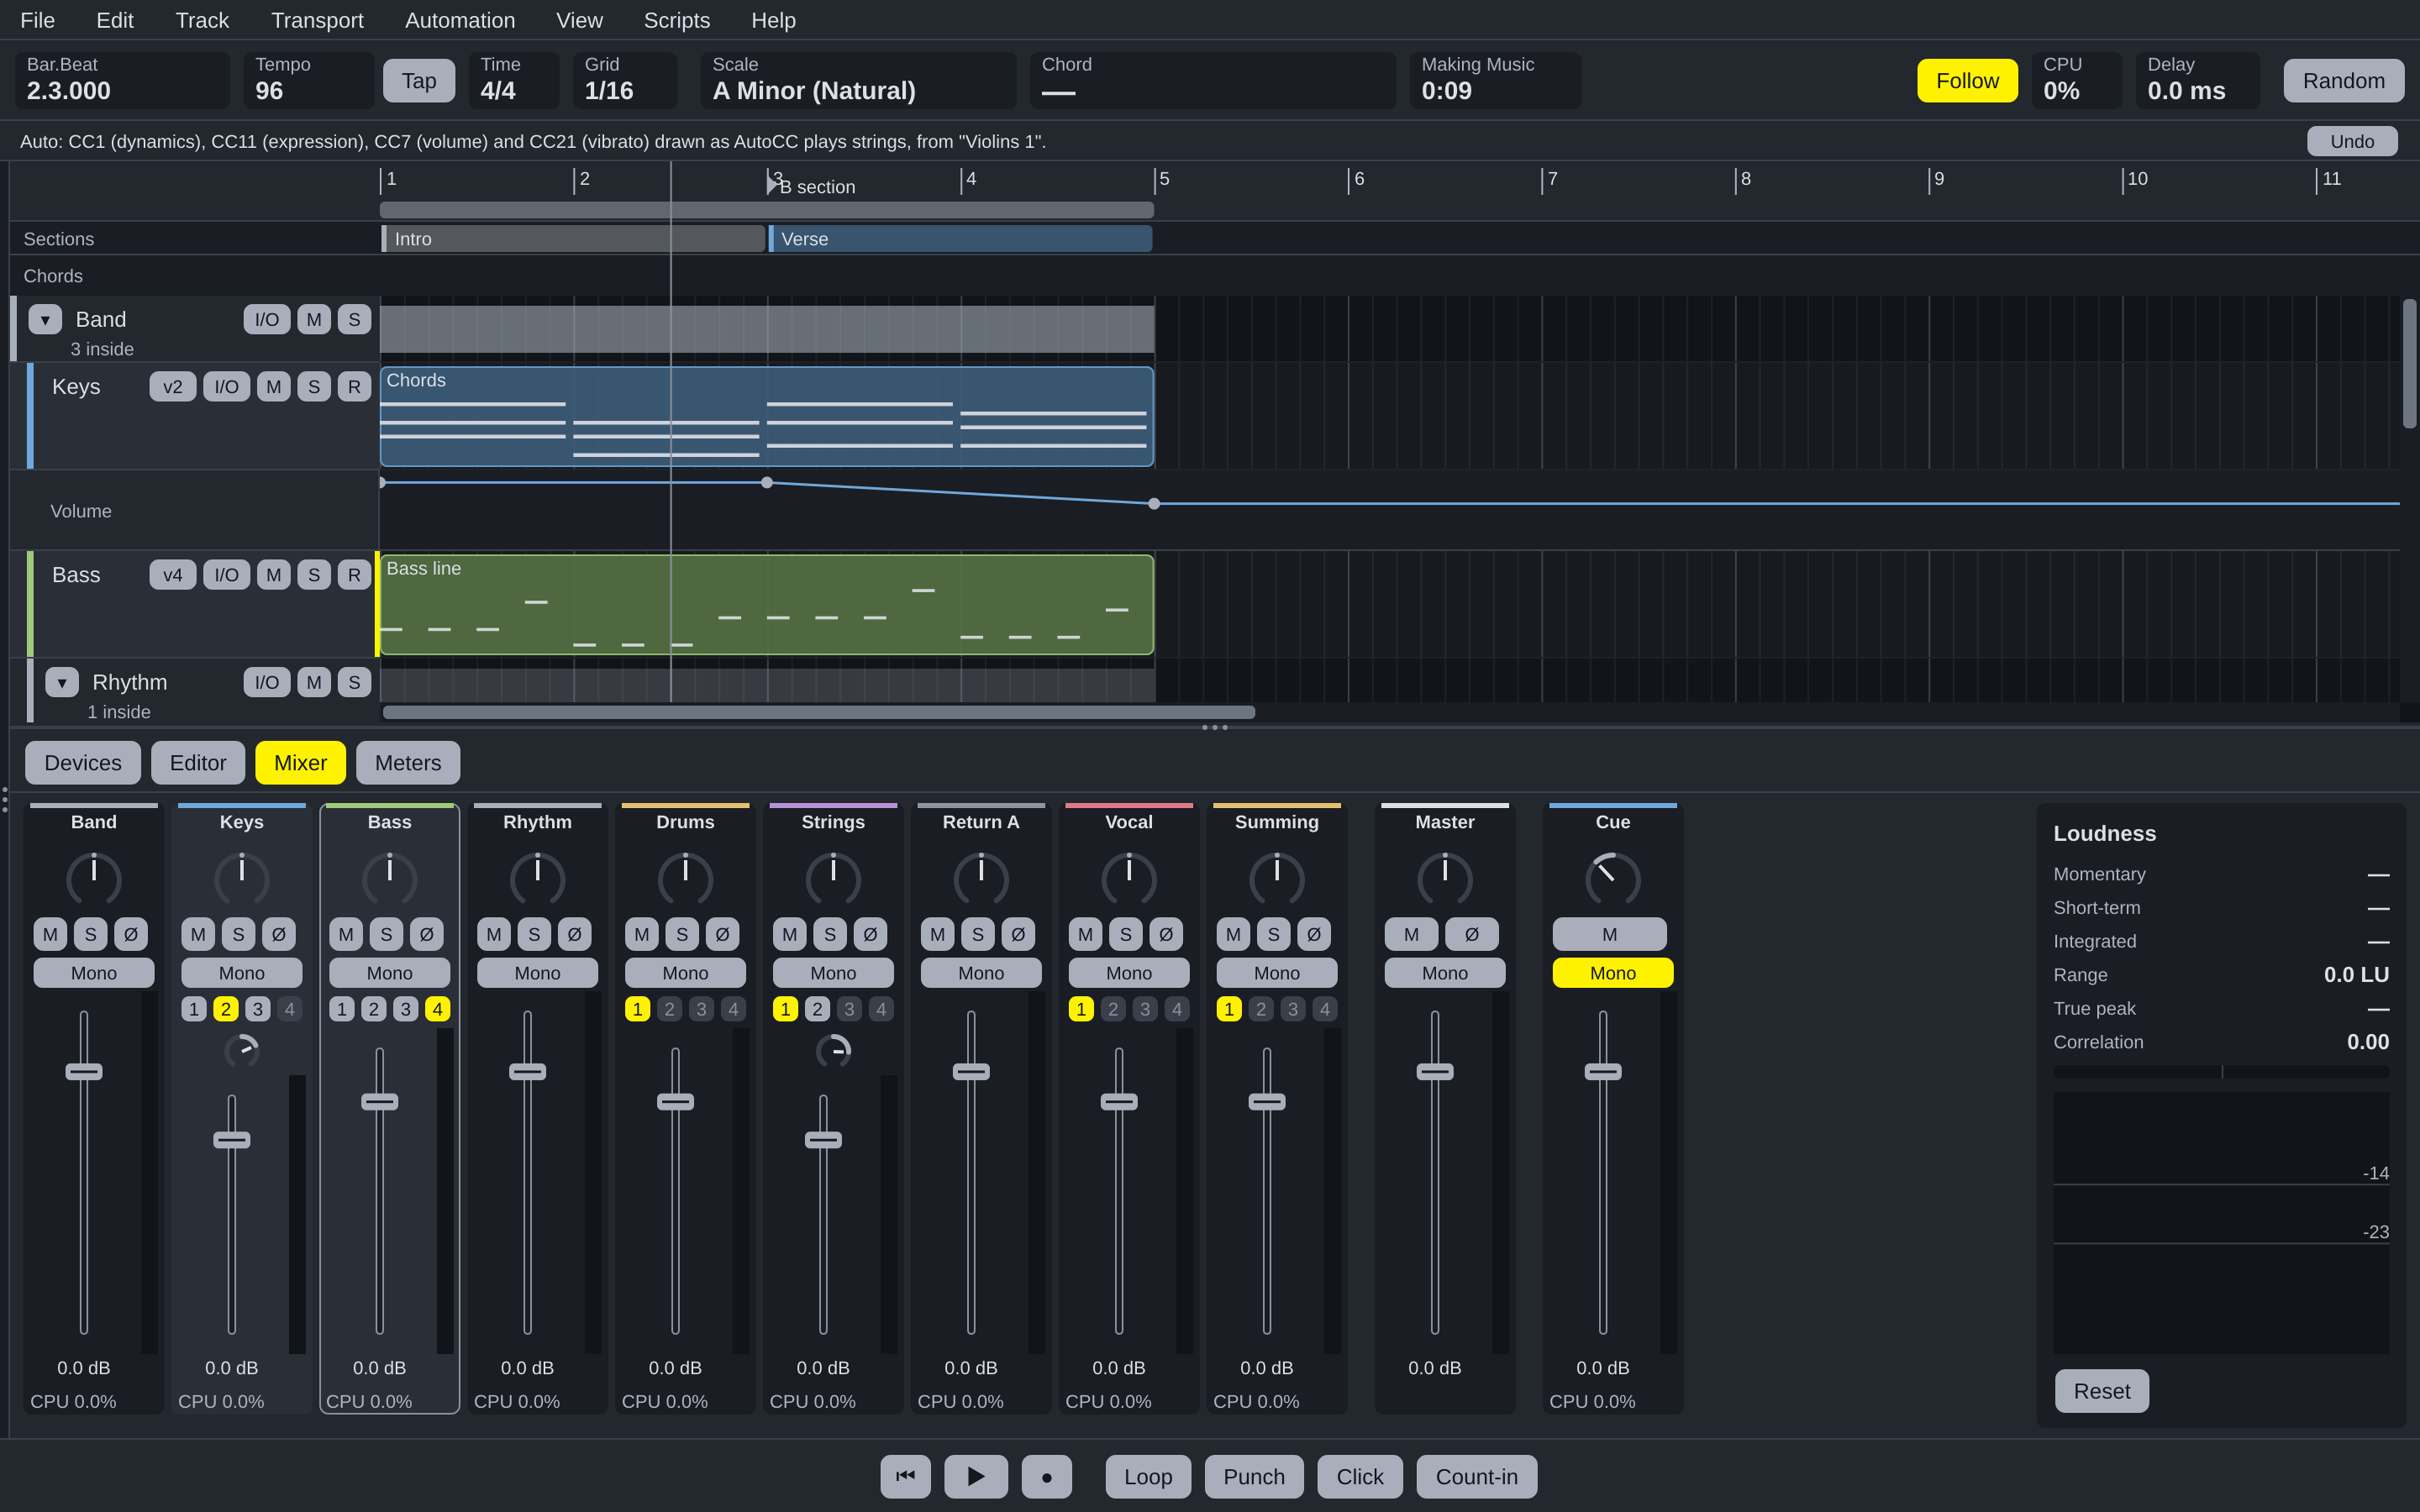 File Edit Track Transport Automation View Scripts Help
Bar.Beat Tempo Time Grid Scale Chord Making Music CPU Delay
2.3.000 96 Tap 4/4 1/16 A Minor (Natural) — 0:09 Follow 0% 0.0 ms Random
Auto: CC1 (dynamics), CC11 (expression), CC7 (volume) and CC21 (vibrato) drawn as AutoCC plays strings, from "Violins 1". Undo
1 2 3 B section 4 5 6 7 8 9 10 11
Sections Intro Verse
Chords
▼ Band I/O M S
3 inside
Keys v2 I/O M S R Chords
Volume
Bass v4 I/O M S R Bass line
▼ Rhythm I/O M S
1 inside
Devices Editor Mixer Meters
Band Keys Bass Rhythm Drums Strings Return A Vocal Summing Master Cue
M S Ø M S Ø M S Ø M S Ø M S Ø M S Ø M S Ø M S Ø M S Ø M Ø M
Mono Mono Mono Mono Mono Mono Mono Mono Mono Mono Mono
1 2 3 4 1 2 3 4 1 2 3 4 1 2 3 4 1 2 3 4 1 2 3 4
0.0 dB 0.0 dB 0.0 dB 0.0 dB 0.0 dB 0.0 dB 0.0 dB 0.0 dB 0.0 dB 0.0 dB 0.0 dB
CPU 0.0% CPU 0.0% CPU 0.0% CPU 0.0% CPU 0.0% CPU 0.0% CPU 0.0% CPU 0.0% CPU 0.0% CPU 0.0%
Loudness
Momentary —
Short-term —
Integrated —
Range 0.0 LU
True peak —
Correlation 0.00
-14
-23
Reset
Loop Punch Click Count-in